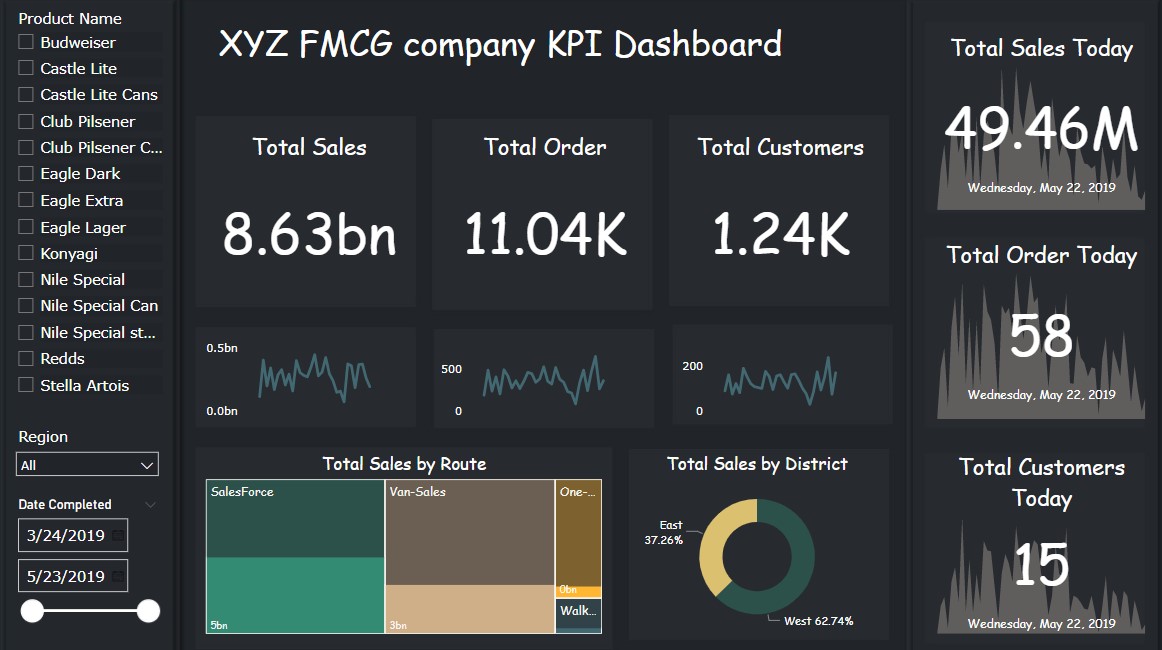 Product Name
Budweiser
Castle Lite
Castle Lite Cans
Club Pilsener
Club Pilsener C...
Eagle Dark
Eagle Extra
Eagle Lager
Konyagi
Nile Special
Nile Special Can
Nile Special st...
Redds
Stella Artois
Region
All
Date Completed
3/24/2019
5/23/2019
XYZ FMCG company KPI Dashboard
Total Sales
8.63bn
Total Order
11.04K
Total Customers
1.24K
0.5bn
0.0bn
500
0
200
0
Total Sales by Route
SalesForce
5bn
Van-Sales
3bn
One-...
0bn
Walk...
Total Sales by District
East
37.26%
West 62.74%
Total Sales Today
49.46M
Wednesday, May 22, 2019
Total Order Today
58
Wednesday, May 22, 2019
Total Customers
Today
15
Wednesday, May 22, 2019